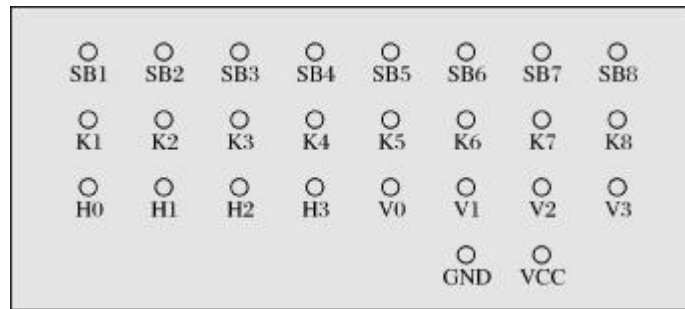 SB1 SB2 SB3 SB4 SB5 SB6 SB7 SB8
K1 K2 K3 K4 K5 K6 K7 K8
H0 H1 H2 H3 V0 V1 V2 V3
GND VCC